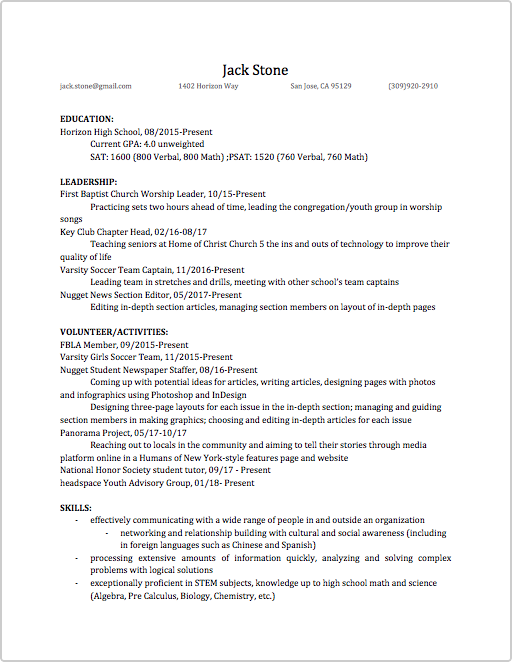 Jack Stone
jack.stone@gmail.com 1402 Horizon Way San Jose, CA 95129 (309)920-2910
EDUCATION:
Horizon High School, 08/2015-Present
Current GPA: 4.0 unweighted
SAT: 1600 (800 Verbal, 800 Math) ;PSAT: 1520 (760 Verbal, 760 Math)
LEADERSHIP:
First Baptist Church Worship Leader, 10/15-Present
Practicing sets two hours ahead of time, leading the congregation/youth group in worship
songs
Key Club Chapter Head, 02/16-08/17
Teaching seniors at Home of Christ Church 5 the ins and outs of technology to improve their
quality of life
Varsity Soccer Team Captain, 11/2016-Present
Leading team in stretches and drills, meeting with other school's team captains
Nugget News Section Editor, 05/2017-Present
Editing in-depth section articles, managing section members on layout of in-depth pages
VOLUNTEER/ACTIVITIES:
FBLA Member, 09/2015-Present
Varsity Girls Soccer Team, 11/2015-Present
Nugget Student Newspaper Staffer, 08/16-Present
Coming up with potential ideas for articles, writing articles, designing pages with photos
and infographics using Photoshop and InDesign
Designing three-page layouts for each issue in the in-depth section; managing and guiding
section members in making graphics; choosing and editing in-depth articles for each issue
Panorama Project, 05/17-10/17
Reaching out to locals in the community and aiming to tell their stories through media
platform online in a Humans of New York-style features page and website
National Honor Society student tutor, 09/17 - Present
headspace Youth Advisory Group, 01/18- Present
SKILLS:
- effectively communicating with a wide range of people in and outside an organization
- networking and relationship building with cultural and social awareness (including
in foreign languages such as Chinese and Spanish)
- processing extensive amounts of information quickly, analyzing and solving complex
problems with logical solutions
- exceptionally proficient in STEM subjects, knowledge up to high school math and science
(Algebra, Pre Calculus, Biology, Chemistry, etc.)